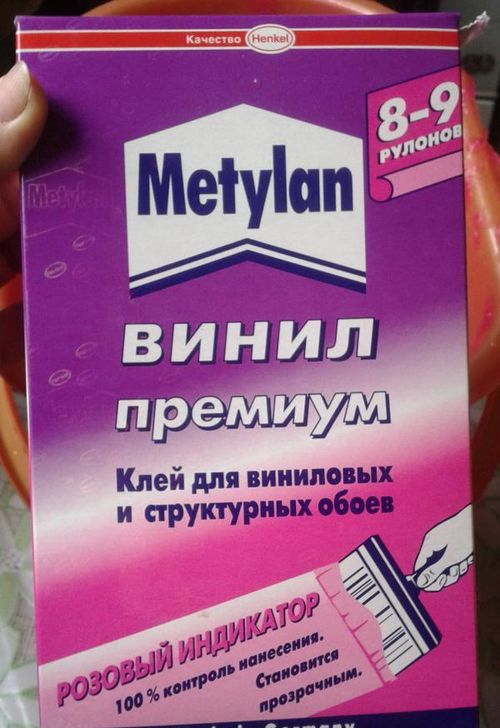 Качество Henkel
8-9
РУЛОНОВ
Metylan
Metylan
ВИНИЛ
премиум
Клей для виниловых
и структурных обоев
РОЗОВЫЙ ИНДИКАТОР
100 % контроль нанесения.
Становится
прозрачным.